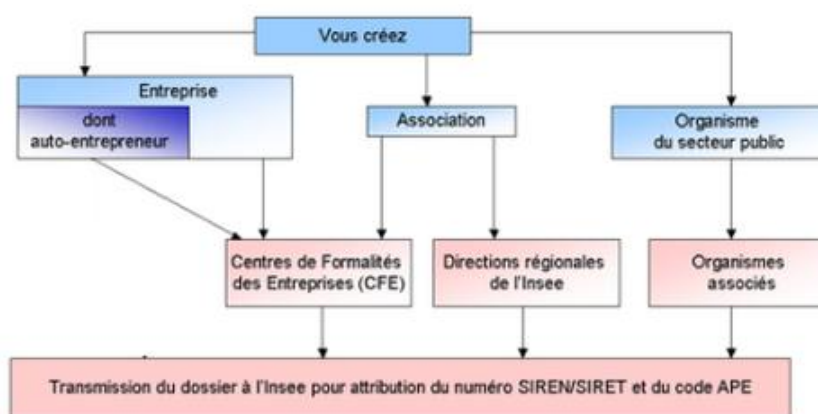 Vous créez
Entreprise
dont
auto-entrepreneur
Association
Organisme
du secteur public
Centres de Formalités
des Entreprises (CFE)
Directions régionales
de l'Insee
Organismes
associés
Transmission du dossier à l'Insee pour attribution du numéro SIREN/SIRET et du code APE